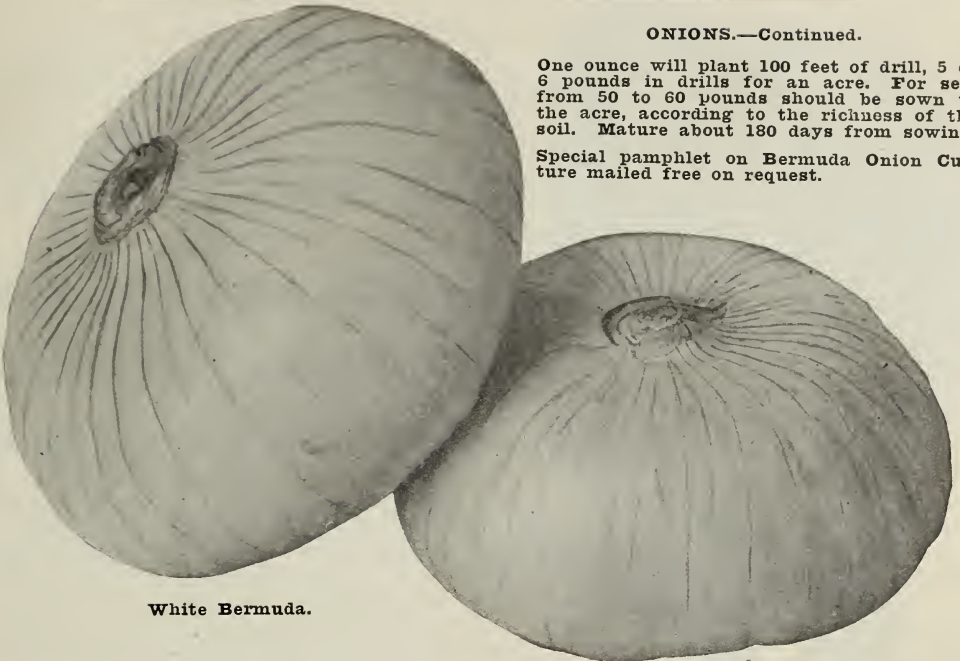 ONIONS.—Continued.
One ounce will plant 100 feet of drill, 5
6 pounds in drills for an acre. For
from 50 to 60 pounds should be sown
the acre, according to the richness of
soil. Mature about 180 days from
Special pamphlet on Bermuda Onion
ture mailed free on request.
White Bermuda.